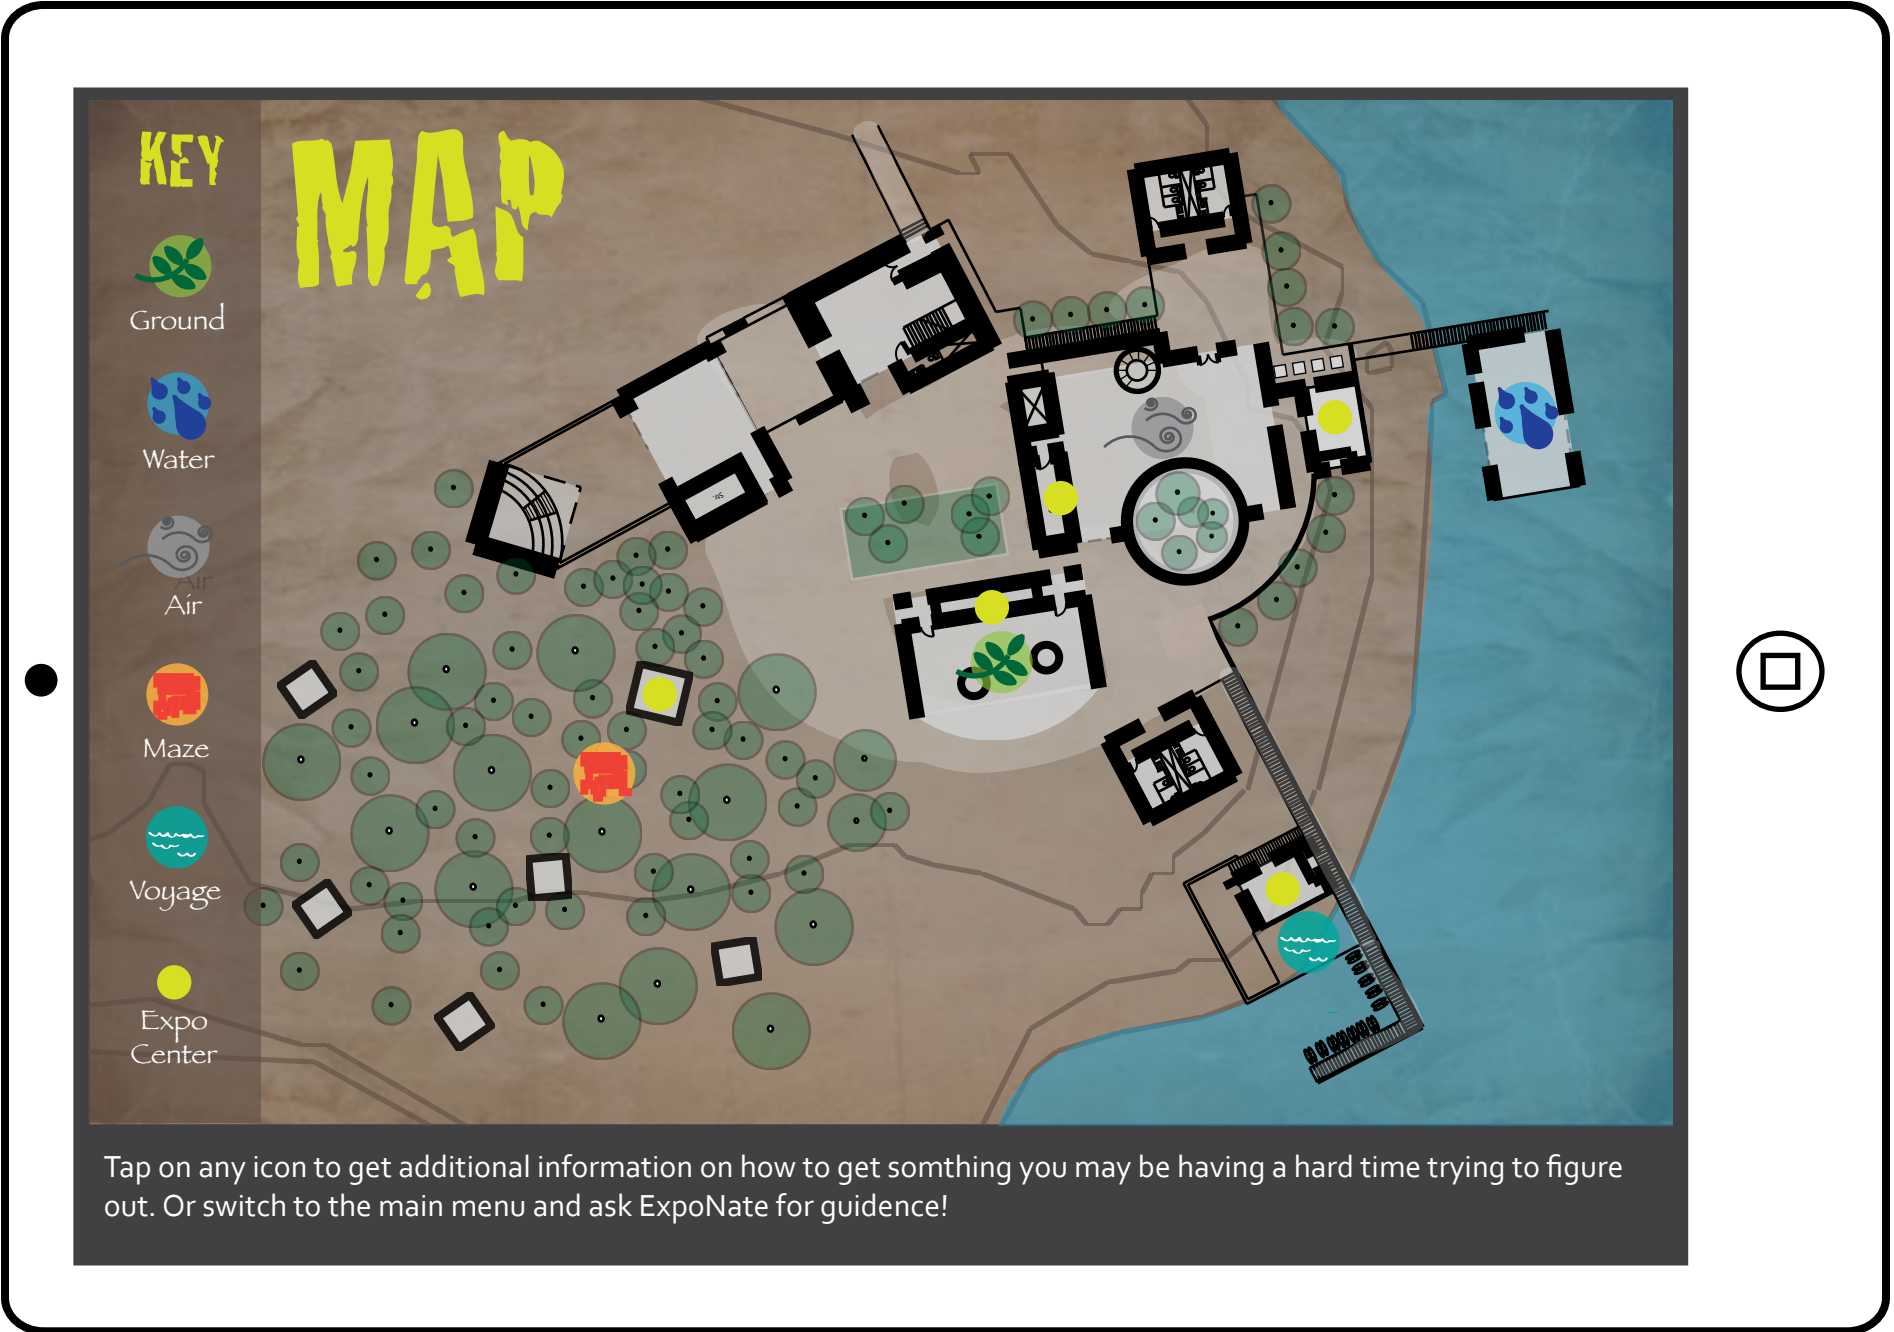 KEY
MAP
Ground
Water
Air
Air
Maze
Voyage
Expo
Center
Str.
Tap on any icon to get additional information on how to get somthing you may be having a hard time trying to figure
out. Or switch to the main menu and ask ExpoNate for guidence!